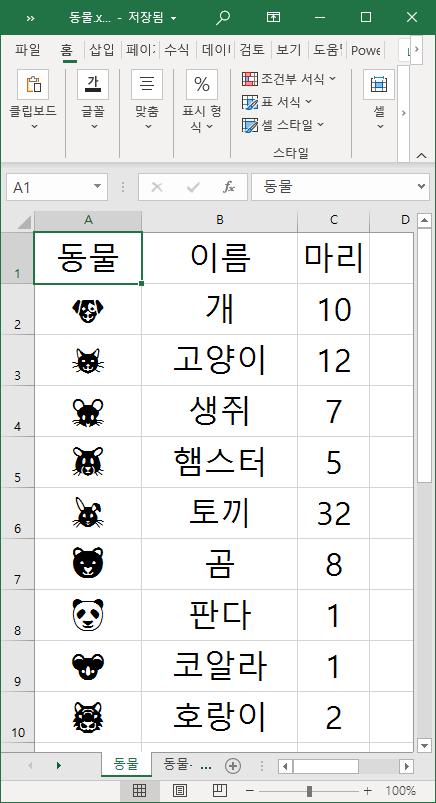 » 동물.x... - 저장됨
파일 홈 삽입 페이지 수식 데이터 검토 보기 도움 Powe
클립보드 글꼴 맞춤 표시 형식 조건부 서식 표 서식 셀 스타일 스타일 셀
A1 fx 동물
A B C D
1 동물 이름 마리
2 개 10
3 고양이 12
4 생쥐 7
5 햄스터 5
6 토끼 32
7 곰 8
8 판다 1
9 코알라 1
10 호랑이 2
동물 동물- ...
100%